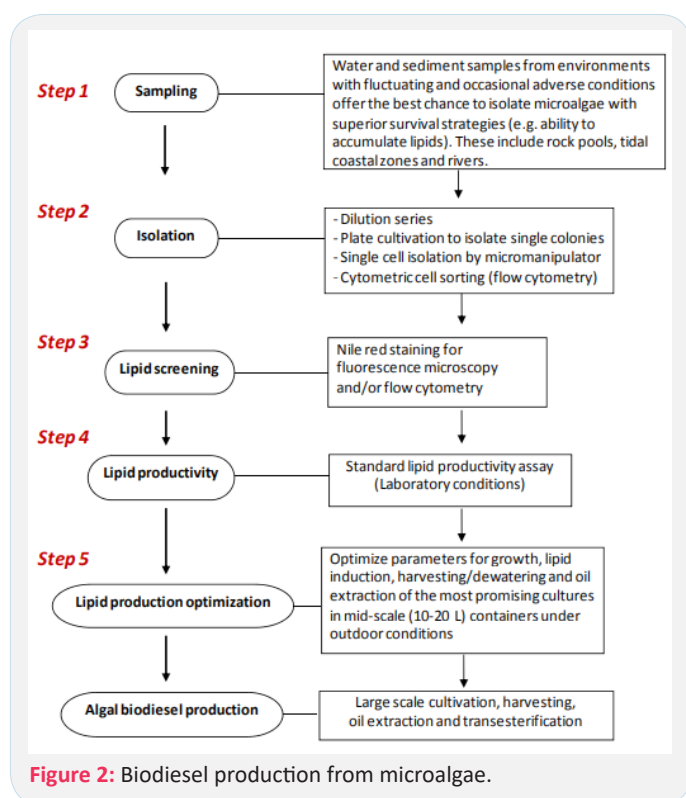 Step 1
Sampling
Water and sediment samples from environments
with fluctuating and occasional adverse conditions
offer the best chance to isolate microalgae with
superior survival strategies (e.g. ability to
accumulate lipids). These include rock pools, tidal
coastal zones and rivers.
Step 2
Isolation
- Dilution series
- Plate cultivation to isolate single colonies
- Single cell isolation by micromanipulator
- Cytometric cell sorting (flow cytometry)
Step 3
Lipid screening
Nile red staining for
fluorescence microscopy
and/or flow cytometry
Step 4
Lipid productivity
Standard lipid productivity assay
(Laboratory conditions)
Step 5
Lipid production optimization
Optimize parameters for growth, lipid
induction, harvesting/dewatering and oil
extraction of the most promising cultures
in mid-scale (10-20 L) containers under
outdoor conditions
Algal biodiesel production
Large scale cultivation, harvesting,
oil extraction and transesterification
Figure 2: Biodiesel production from microalgae.